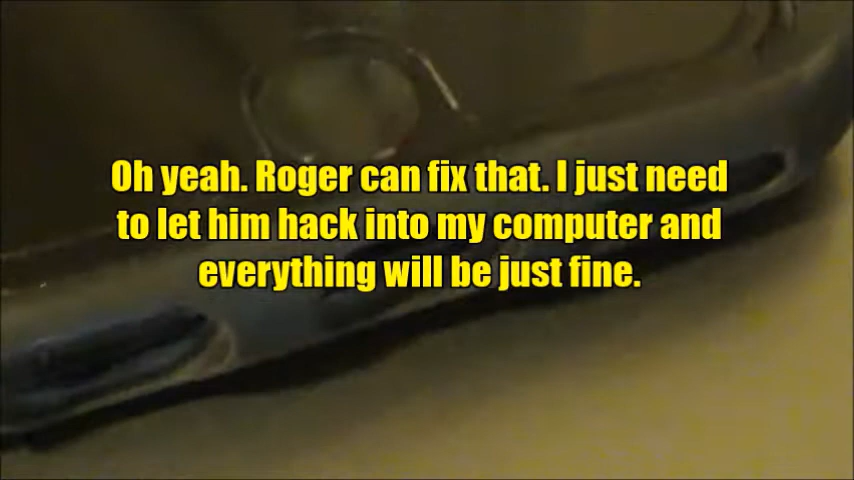 Oh yeah. Roger can fix that. I just need
to let him hack into my computer and
everything will be just fine.